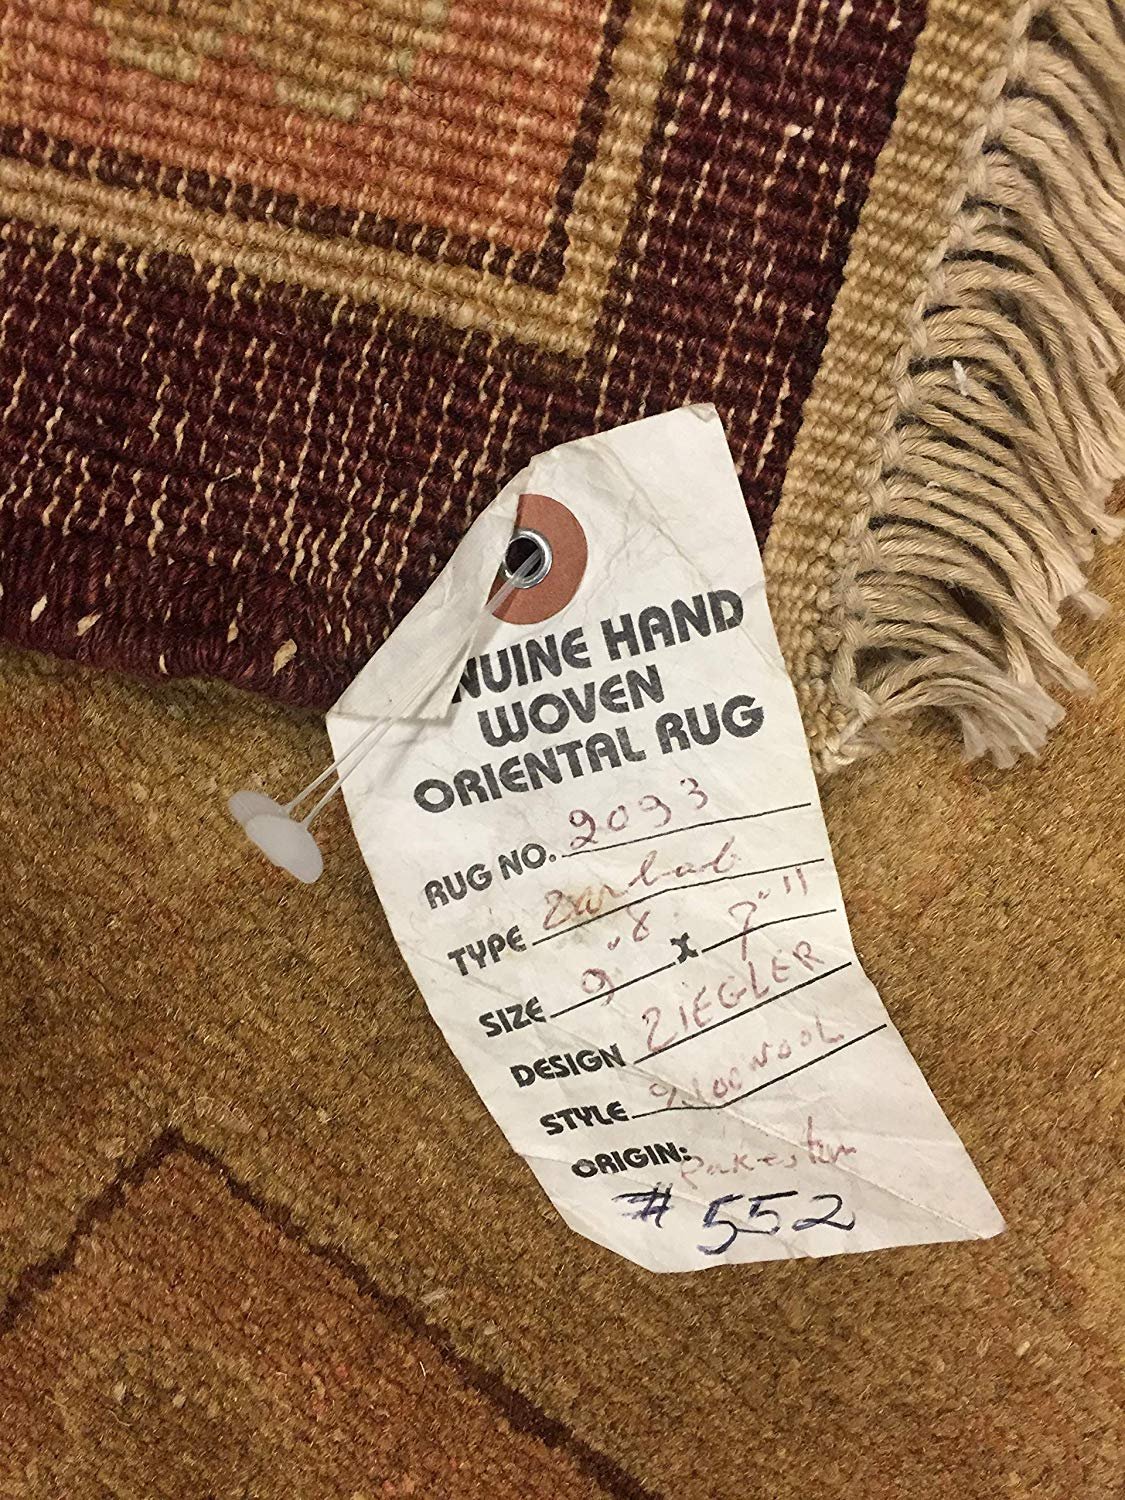 NUINE HAND
WOVEN
ORIENTAL RUG
RUG NO. 2093
TYPE
SIZE 9"8 X 7"11
DESIGN ZIEGLER
STYLE WOOL
ORIGIN:
# 552